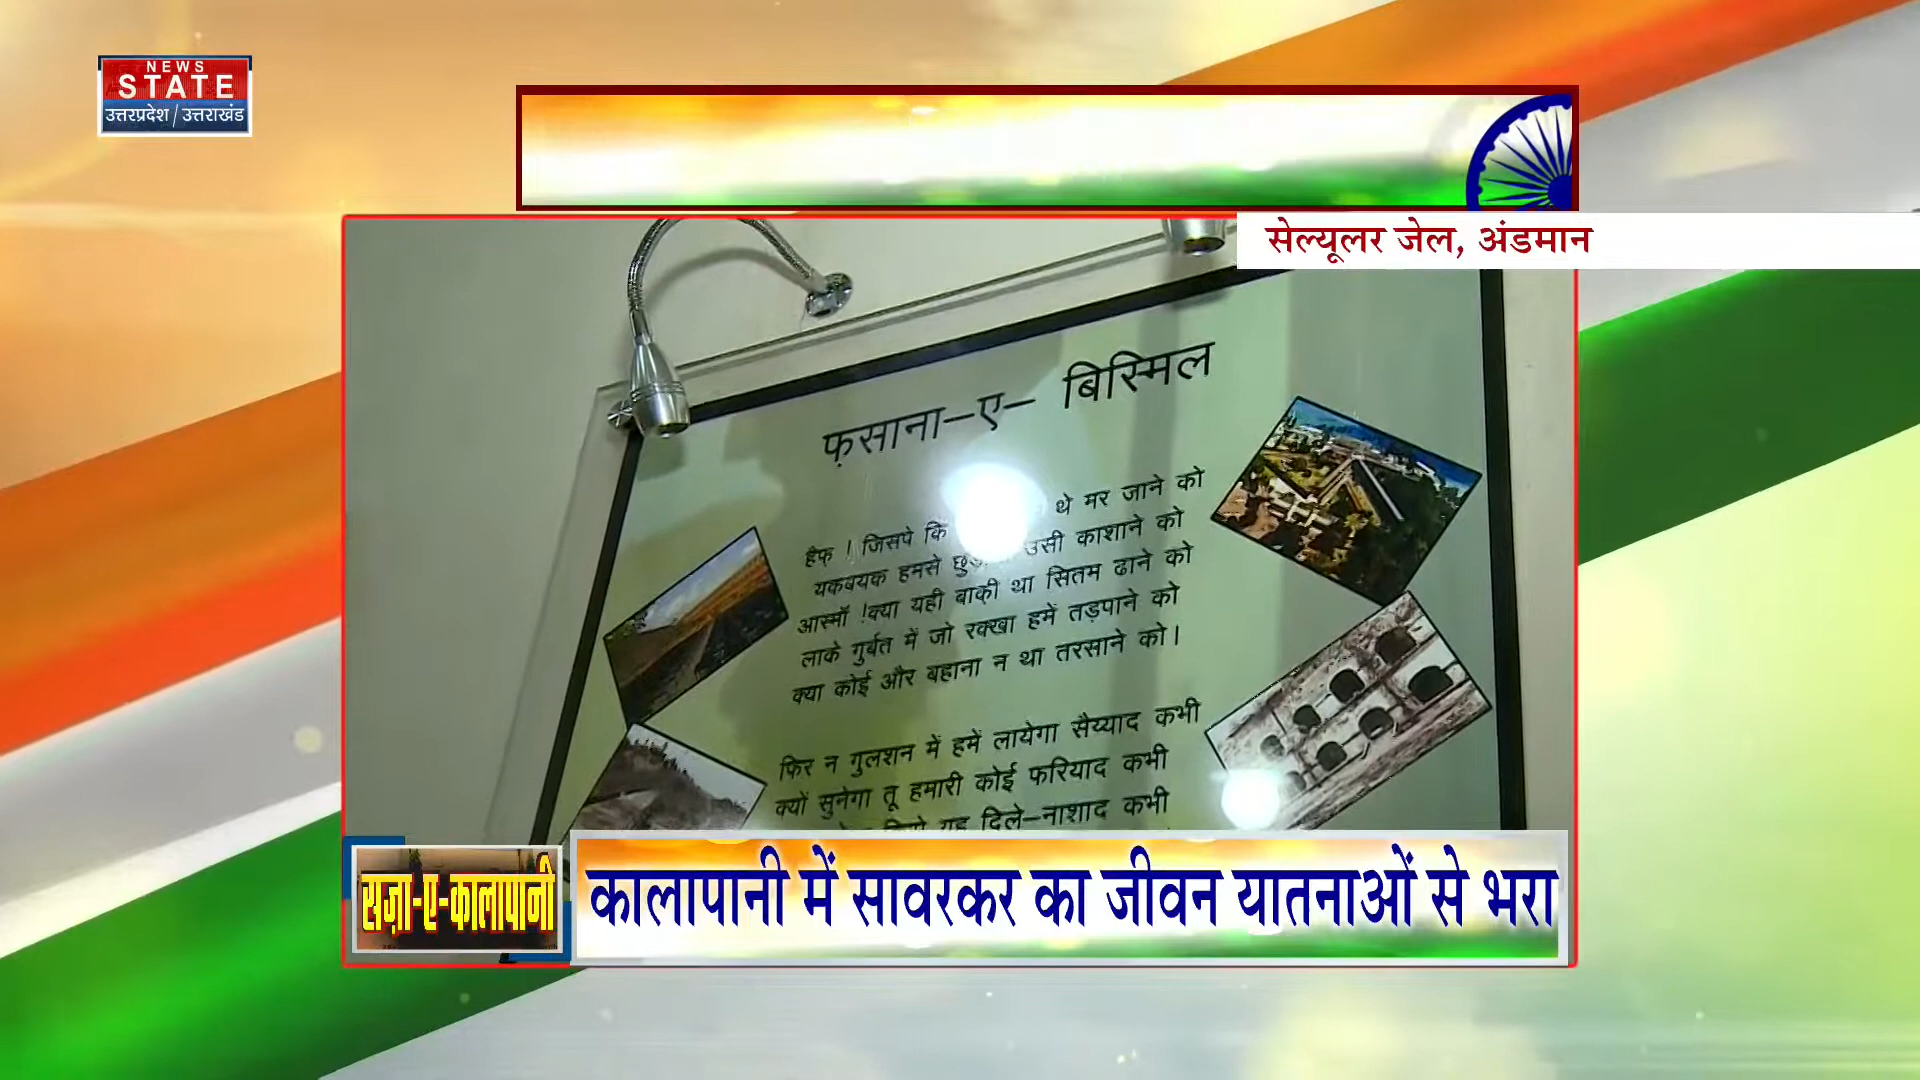 NEWS
STATE
उत्तरप्रदेश / उत्तराखंड
सेल्यूलर जेल, अंडमान
फ़साना–ए– बिस्मिल
हैफ़ ! जिसपे कि थे मर जाने को
यकबयक हमसे उसी काशाने को
आस्माँ !क्या यही बाक़ी था सितम ढाने को
लाके गुर्बत में जो रक्खा हमें तड़पाने को
क्या कोई और बहाना न था तरसाने को।
फिर न गुलशन में हमें लायेगा सैय्याद कभी
क्यों सुनेगा तू हमारी कोई फरियाद कभी
यह दिले–नाशाद कभी
सज़ा-ए-कालापानी
कालापानी में सावरकर का जीवन यातनाओं से भरा